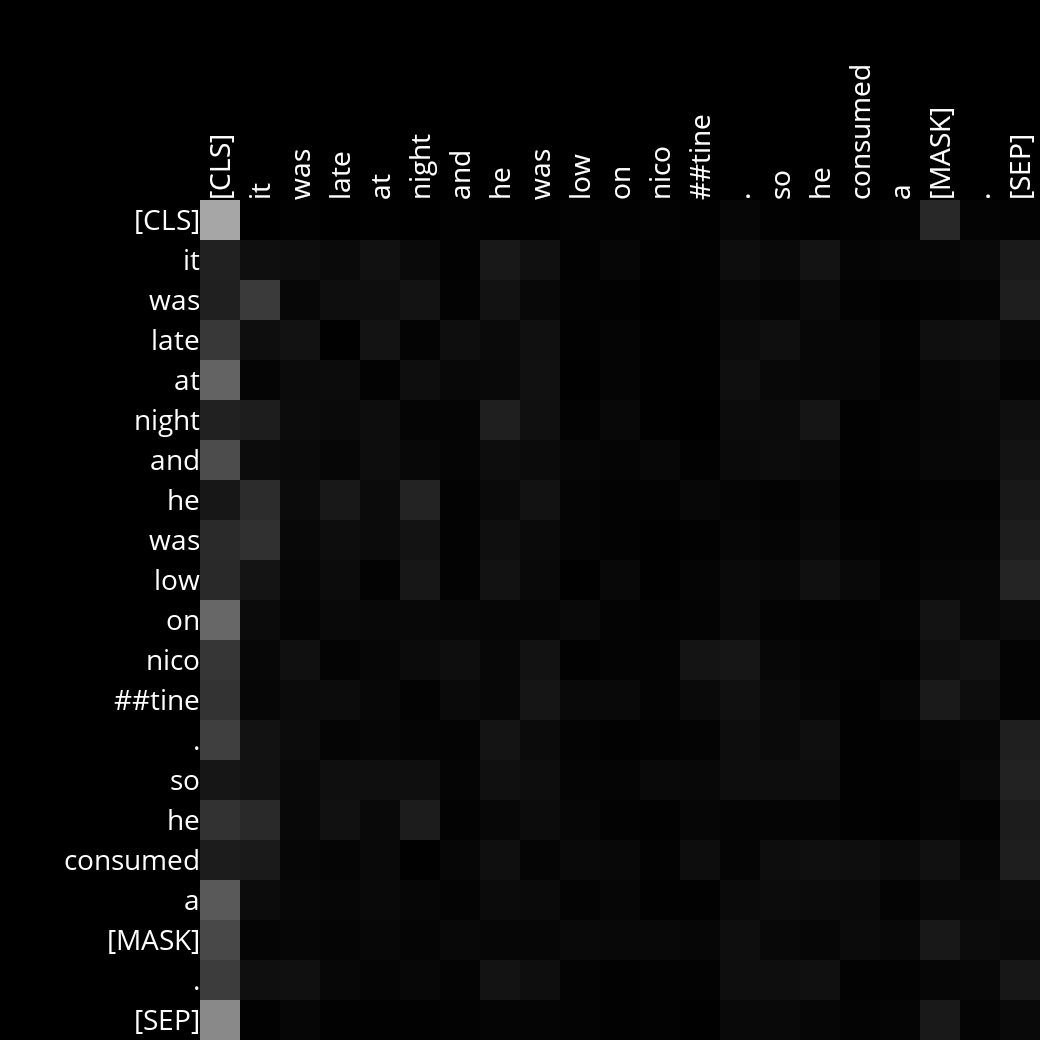 [CLS] it was late at night and he was low on nico ##tine . so he consumed a [MASK] . [SEP]
[CLS]
it
was
late
at
night
and
he
was
low
on
nico
##tine
.
so
he
consumed
a
[MASK]
.
[SEP]